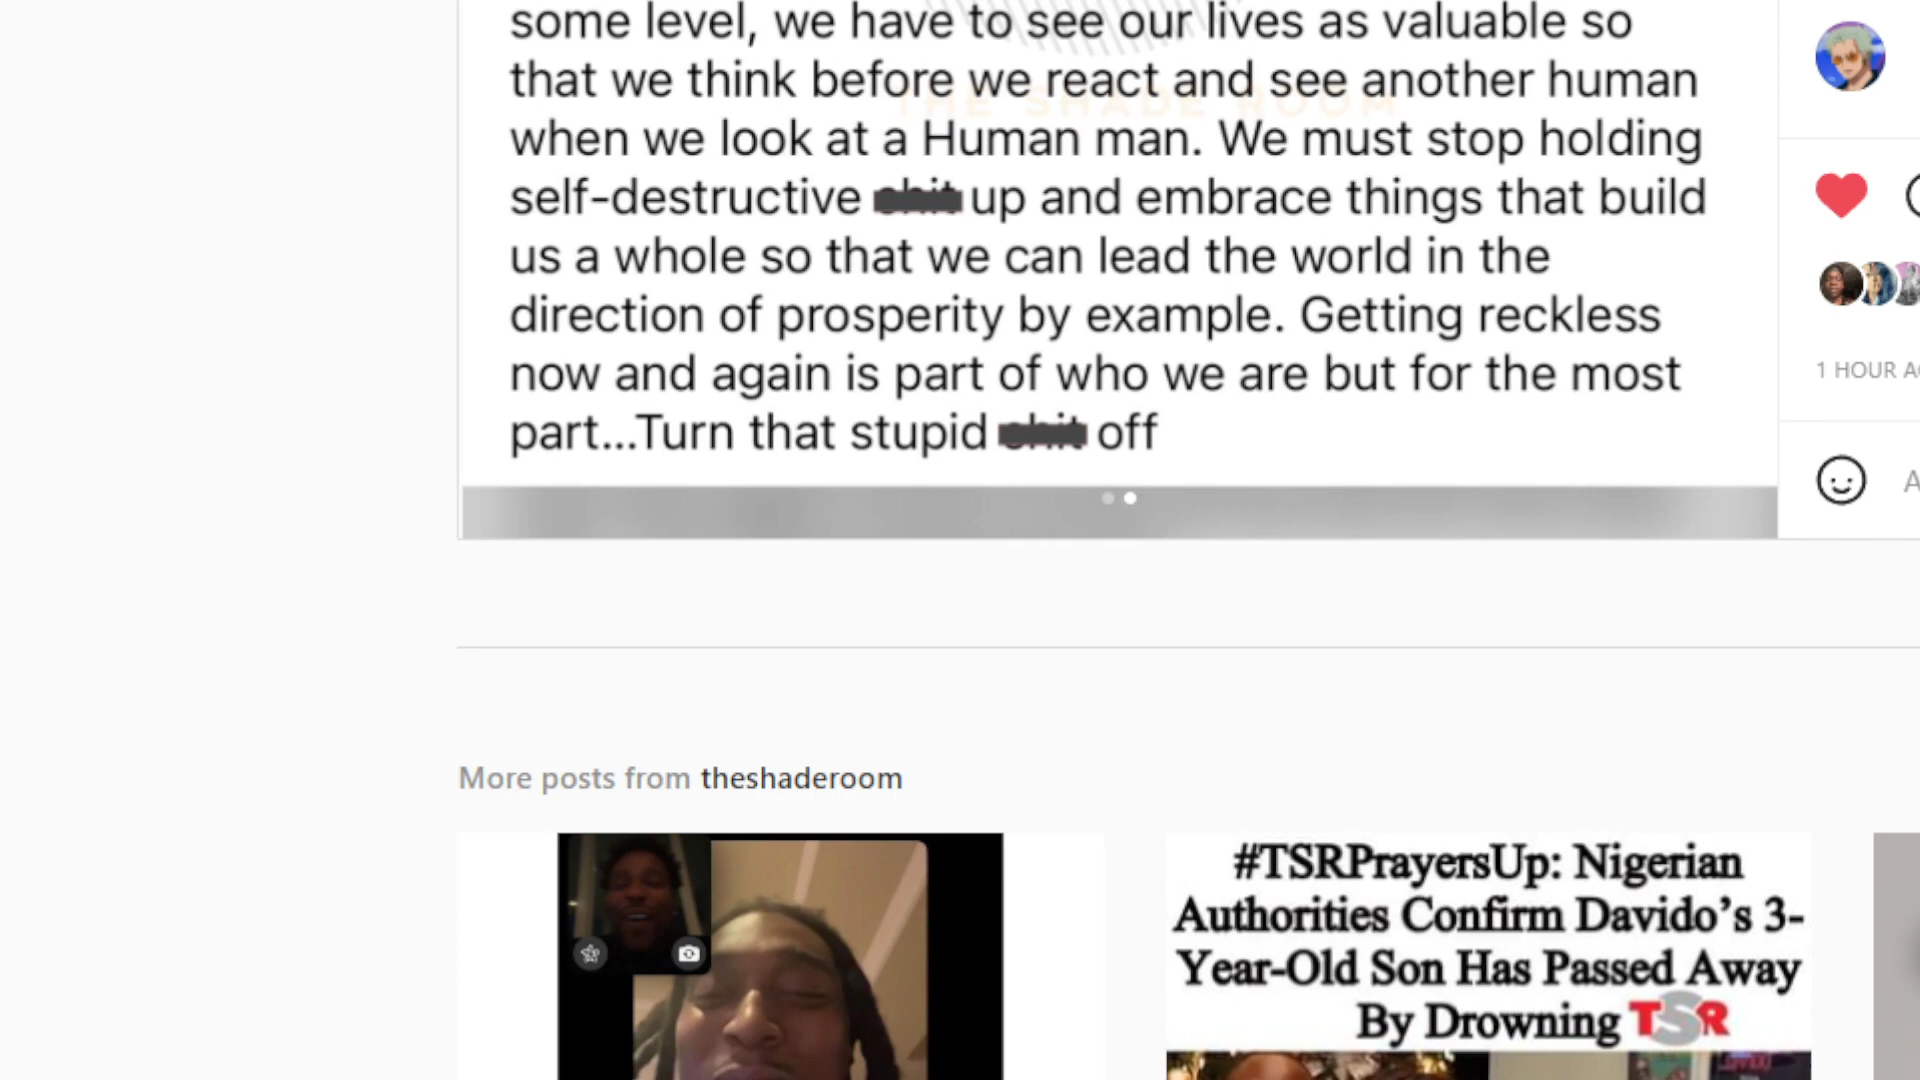 some level, we have to see our lives as valuable so
that we think before we react and see another human
when we look at a Human man. We must stop holding
self-destructive shit up and embrace things that build
us a whole so that we can lead the world in the
direction of prosperity by example. Getting reckless
now and again is part of who we are but for the most
part...Turn that stupid shit off
THE SHADE ROOM
1 HOUR
More posts from theshaderoom
#TSRPrayersUp: Nigerian
Authorities Confirm Davido’s 3-
Year-Old Son Has Passed Away
By Drowning TSR